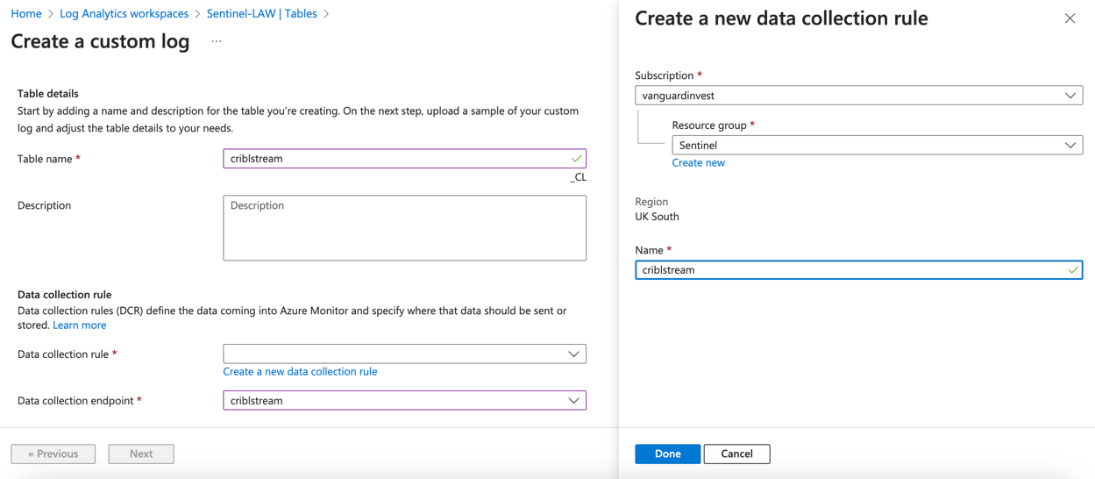 Home > Log Analytics workspaces > Sentinel-LAW | Tables >
Create a custom log ...
Table details
Start by adding a name and description for the table you're creating. On the next step, upload a sample of your custom
log and adjust the table details to your needs.
Table name *
criblstream
_CL
Description
Description
Data collection rule
Data collection rules (DCR) define the data coming into Azure Monitor and specify where that data should be sent or
stored. Learn more
Data collection rule *
Create a new data collection rule
Data collection endpoint *
criblstream
« Previous
Next
Create a new data collection rule
Subscription *
vanguardinvest
Resource group *
Sentinel
Create new
Region
UK South
Name *
criblstream
Done
Cancel